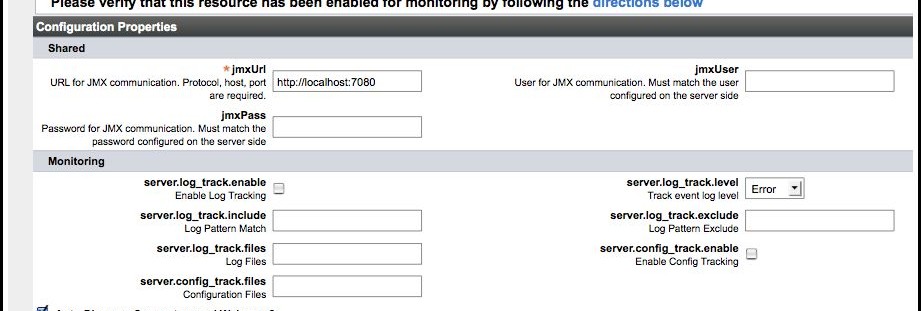 Please verify that this resource has been enabled for monitoring by following the directions below
Configuration Properties
Shared
* jmxUrl
URL for JMX communication. Protocol, host, port
are required.
http://localhost:7080
jmxUser
User for JMX communication. Must match the user
configured on the server side
jmxPass
Password for JMX communication. Must match the
password configured on the server side
Monitoring
server.log_track.enable
Enable Log Tracking
server.log_track.level
Track event log level
Error
server.log_track.include
Log Pattern Match
server.log_track.exclude
Log Pattern Exclude
server.log_track.files
Log Files
server.config_track.enable
Enable Config Tracking
server.config_track.files
Configuration Files